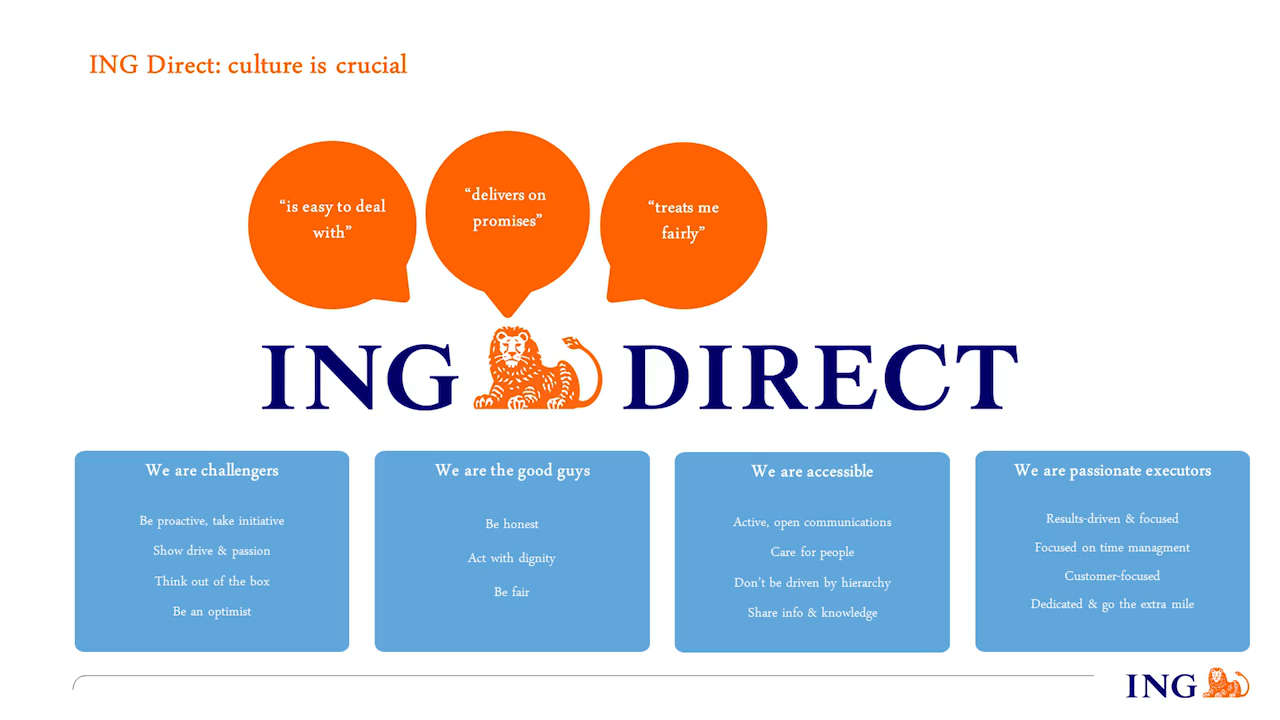 ING Direct: culture is crucial
“is easy to deal
with”
“delivers on
promises”
“treats me
fairly”
ING DIRECT
We are challengers
Be proactive, take initiative
Show drive & passion
Think out of the box
Be an optimist
We are the good guys
Be honest
Act with dignity
Be fair
We are accessible
Active, open communications
Care for people
Don’t be driven by hierarchy
Share info & knowledge
We are passionate executors
Results-driven & focused
Focused on time managment
Customer-focused
Dedicated & go the extra mile
ING